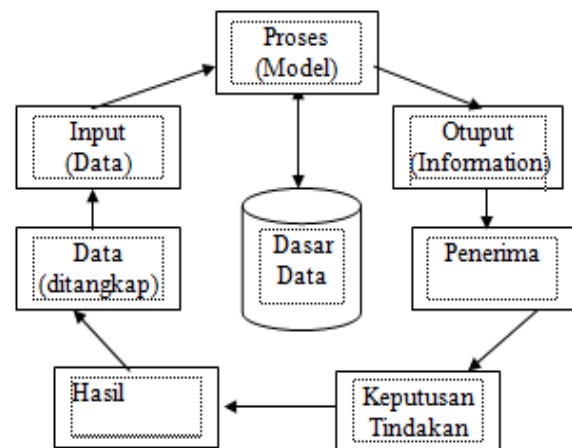 Proses
(Model)
Input
(Data)
Otuput
(Information)
Data
(ditangkap)
Dasar
Data
Penerima
Hasil
Keputusan
Tindakan